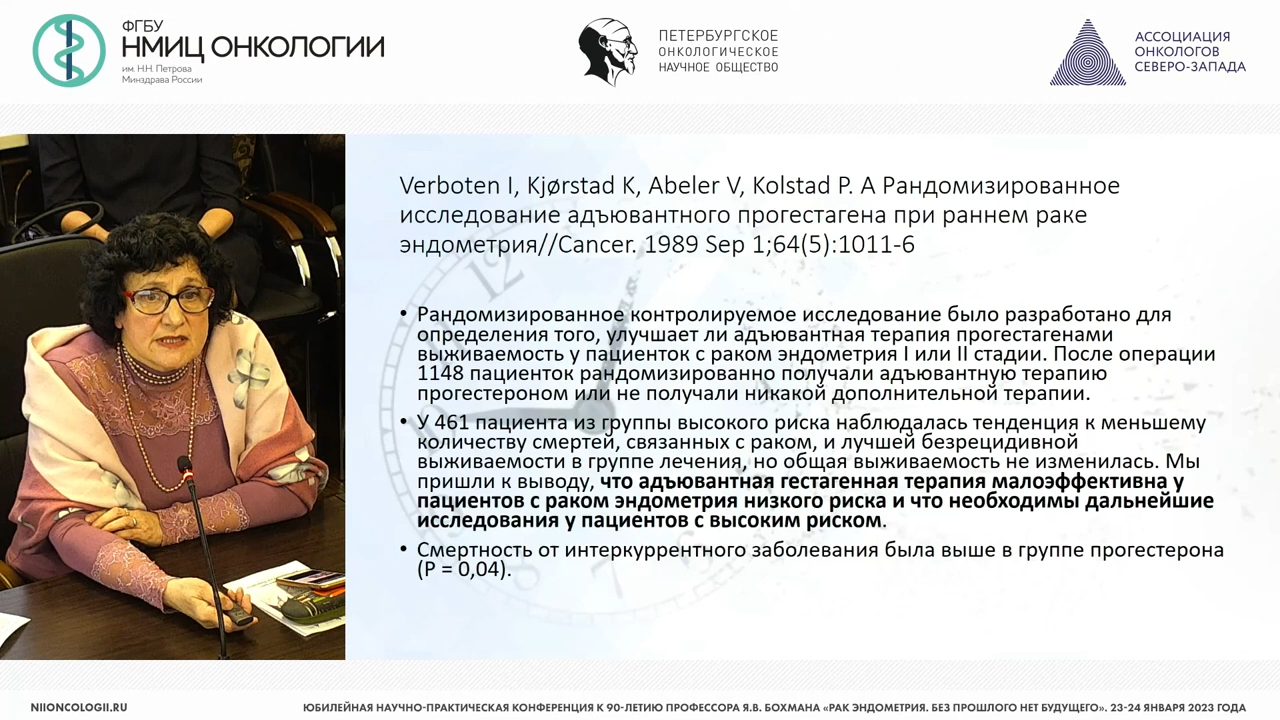 ФГБУ
НМИЦ ОНКОЛОГИИ
им. Н.Н. Петрова
Минздрава России
ПЕТЕРБУРГСКОЕ
ОНКОЛОГИЧЕСКОЕ
НАУЧНОЕ ОБЩЕСТВО
АССОЦИАЦИЯ
ОНКОЛОГОВ
СЕВЕРО-ЗАПАДА
Verboten I, Kjørstad K, Abeler V, Kolstad P. A Рандомизированное
исследование адъювантного прогестагена при раннем раке
эндометрия//Cancer. 1989 Sep 1;64(5):1011-6
• Рандомизированное контролируемое исследование было разработано для
определения того, улучшает ли адъювантная терапия прогестагенами
выживаемость у пациенток с раком эндометрия I или II стадии. После операции
1148 пациенток рандомизированно получали адъювантную терапию
прогестероном или не получали никакой дополнительной терапии.
• У 461 пациента из группы высокого риска наблюдалась тенденция к меньшему
количеству смертей, связанных с раком, и лучшей безрецидивной
выживаемости в группе лечения, но общая выживаемость не изменилась. Мы
пришли к выводу, что адъювантная гестагенная терапия малоэффективна у
пациентов с раком эндометрия низкого риска и что необходимы дальнейшие
исследования у пациентов с высоким риском.
• Смертность от интеркуррентного заболевания была выше в группе прогестерона
(P = 0,04).
NIIONCOLOGII.RU
ЮБИЛЕЙНАЯ НАУЧНО-ПРАКТИЧЕСКАЯ КОНФЕРЕНЦИЯ К 90-ЛЕТИЮ ПРОФЕССОРА Я.В. БОХМАНА «РАК ЭНДОМЕТРИЯ. БЕЗ ПРОШЛОГО НЕТ БУДУЩЕГО». 23-24 ЯНВАРЯ 2023 ГОДА